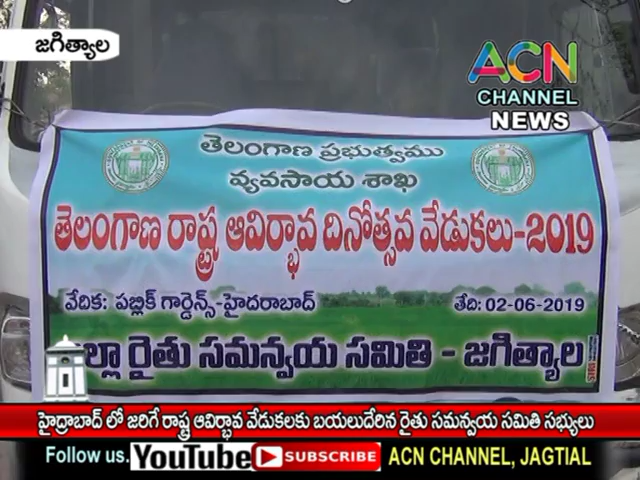 జగిత్యాల
ACN
CHANNEL
NEWS
తెలంగాణ ప్రభుత్వము
వ్యవసాయ శాఖ
తెలంగాణ రాష్ట్ర ఆవిర్భావ దినోత్సవ వేడుకలు-2019
వేదిక: పబ్లిక్ గార్డెన్స్-హైదరాబాద్ తేది: 02-06-2019
ల్లా రైతు సమన్వయ సమితి - జగిత్యాల
హైద్రాబాద్ లో జరిగే రాష్ట్ర ఆవిర్భావ వేడుకలకు బయలుదేరిన రైతు సమన్వయ సమితి సభ్యులు
Follow us. YouTube SUBSCRIBE ACN CHANNEL, JAGTIAL